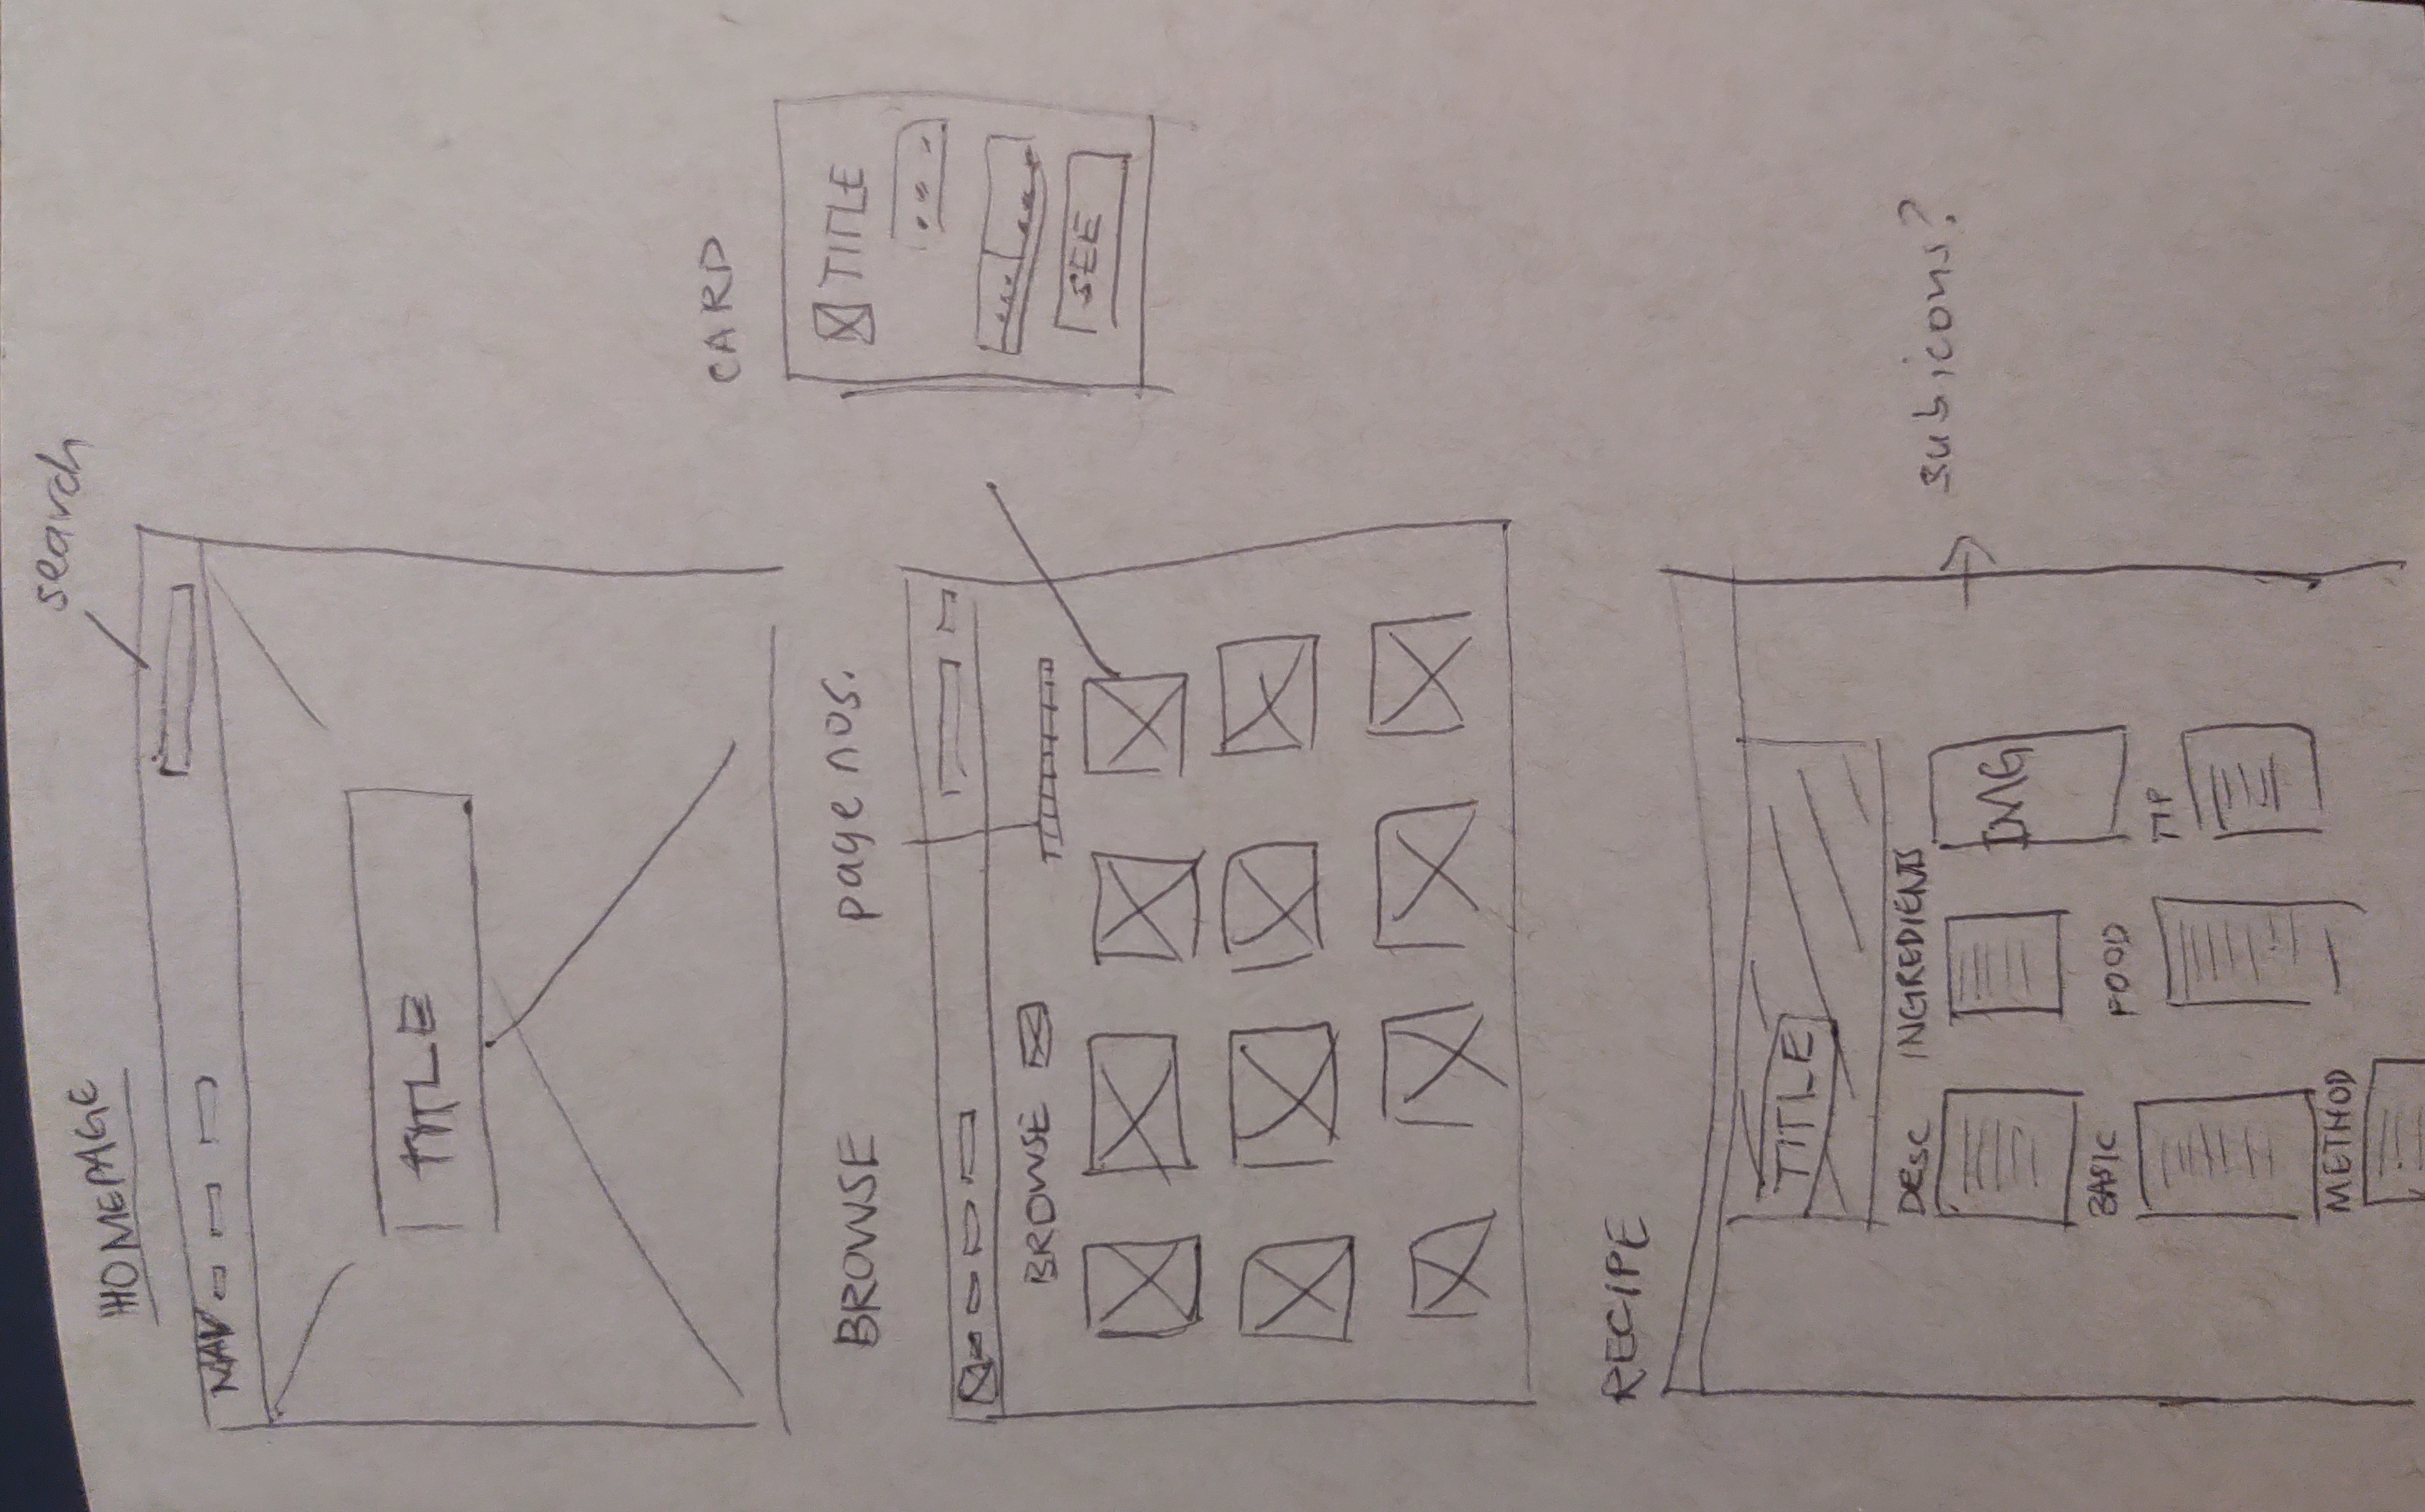 HOMEPAGE
search
NAV
TITLE
CARD
TITLE
SEE
BROWSE
page nos.
BROWSE
RECIPE
TITLE
DESC
INGREDIENTS
IMG
subicons?
BASIC
FOOD
TIP
METHOD